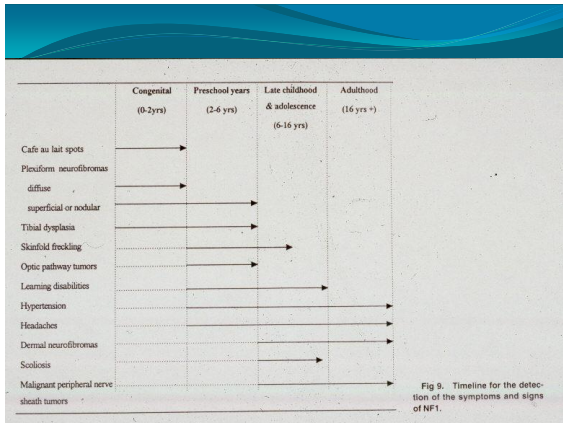 Congenital Preschool years Late childhood Adulthood
(0-2yrs) (2-6 yrs) & adolescence (16 yrs +)
(6-16 yrs)
Cafe au lait spots
Plexiform neurofibromas
diffuse
superficial or nodular
Tibial dysplasia
Skinfold freckling
Optic pathway tumors
Learning disabilities
Hypertension
Headaches
Dermal neurofibromas
Scoliosis
Malignant peripheral nerve
sheath tumors
Fig 9. Timeline for the detec-
tion of the symptoms and signs
of NF1.